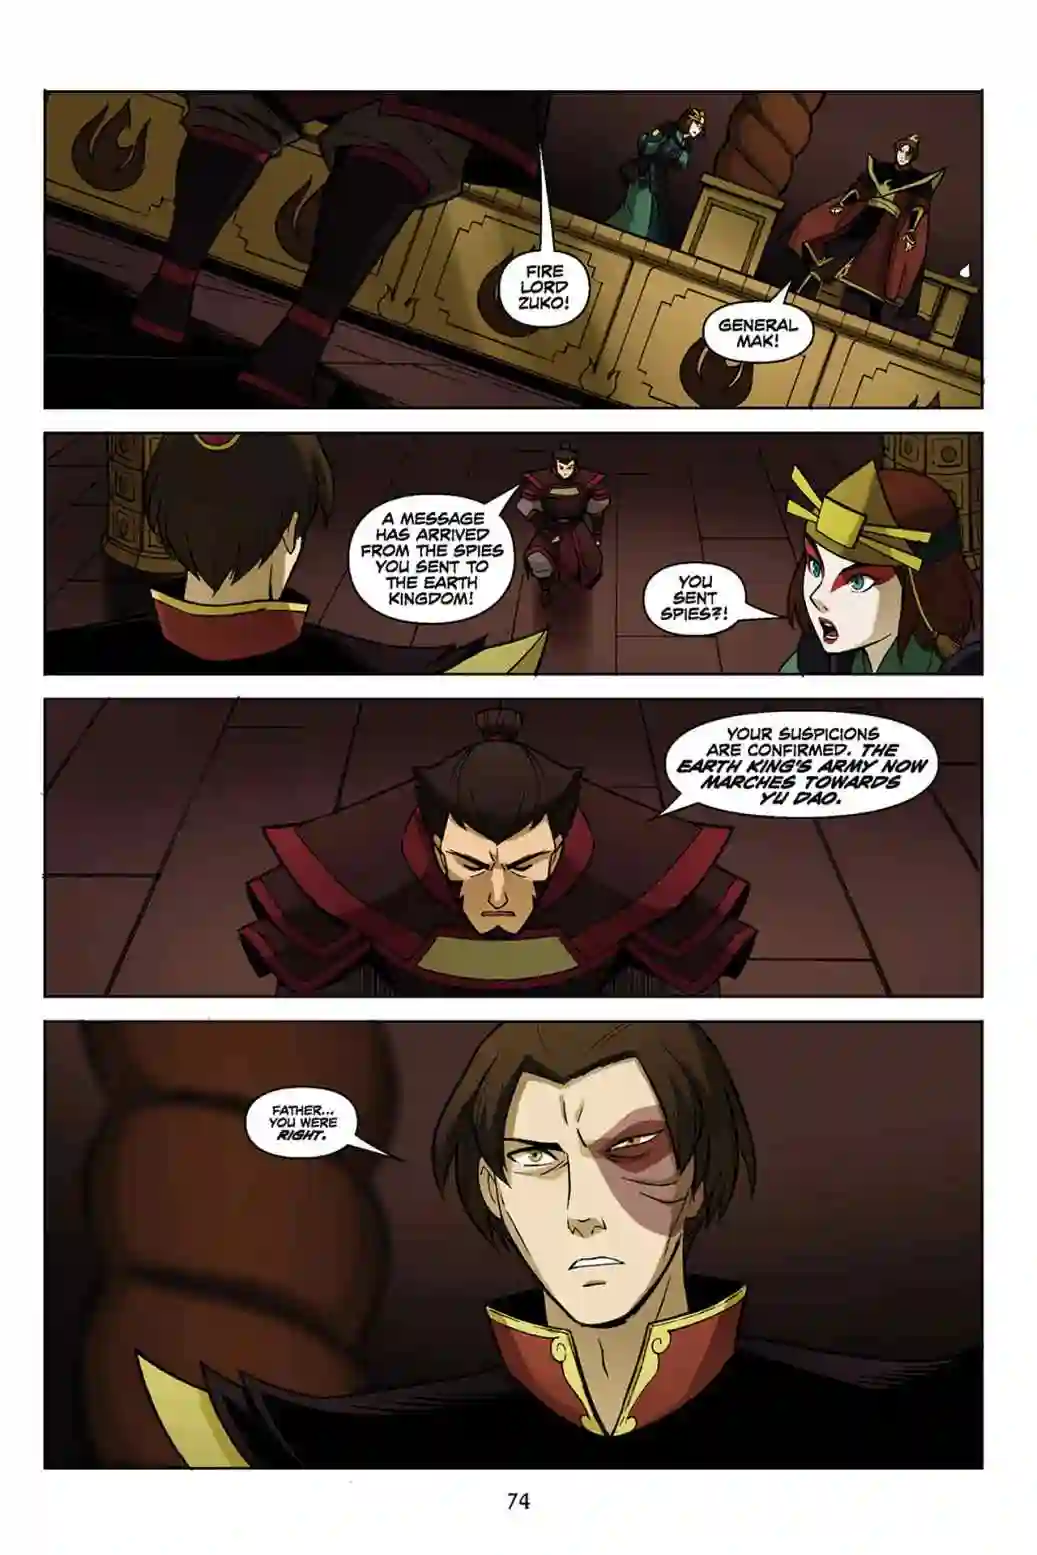 FIRE
LORD
ZUKO!
GENERAL
MAK!
A MESSAGE
HAS ARRIVED
FROM THE SPIES
YOU SENT TO
THE EARTH
KINGDOM!
YOU
SENT
SPIES?!
YOUR SUSPICIONS
ARE CONFIRMED. THE
EARTH KING'S ARMY NOW
MARCHES TOWARDS
YU DAO.
FATHER...
YOU WERE
RIGHT.
74